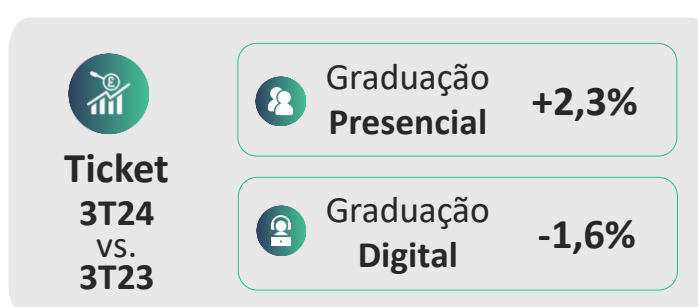 Ticket
3T24
vs.
3T23
Graduação
Presencial
+2,3%
Graduação
Digital
-1,6%